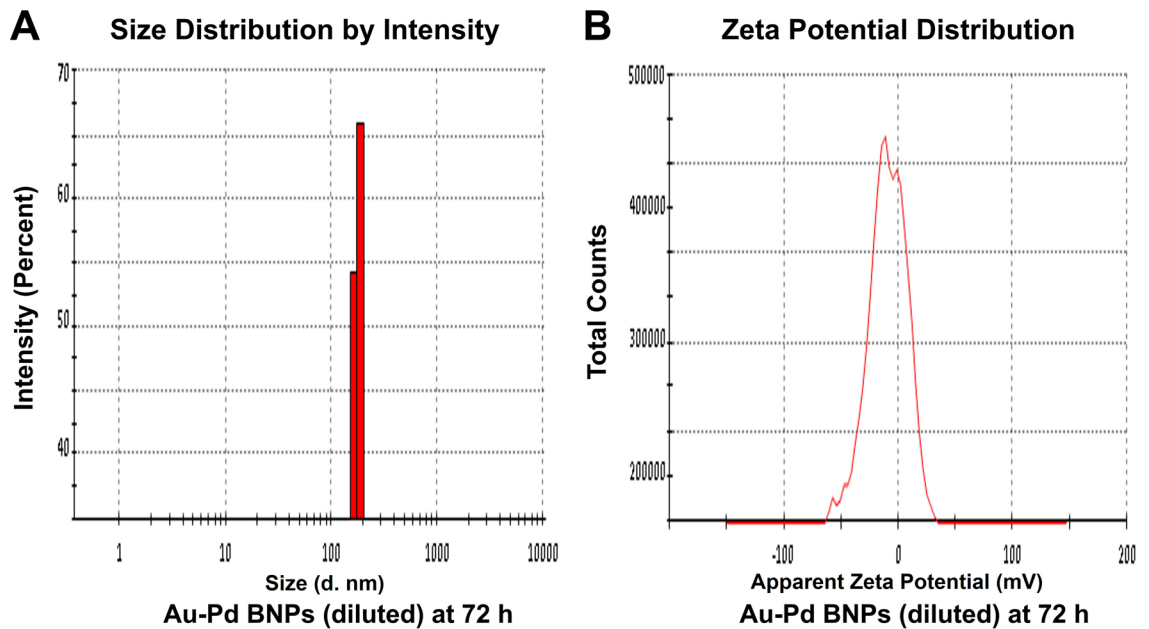 A
Size Distribution by Intensity
Intensity (Percent)
70
60
50
40
1 10 100 1000 10000
Size (d. nm)
Au-Pd BNPs (diluted) at 72 h
B
Zeta Potential Distribution
Total Counts
500000
400000
300000
200000
-100 0 100 200
Apparent Zeta Potential (mV)
Au-Pd BNPs (diluted) at 72 h